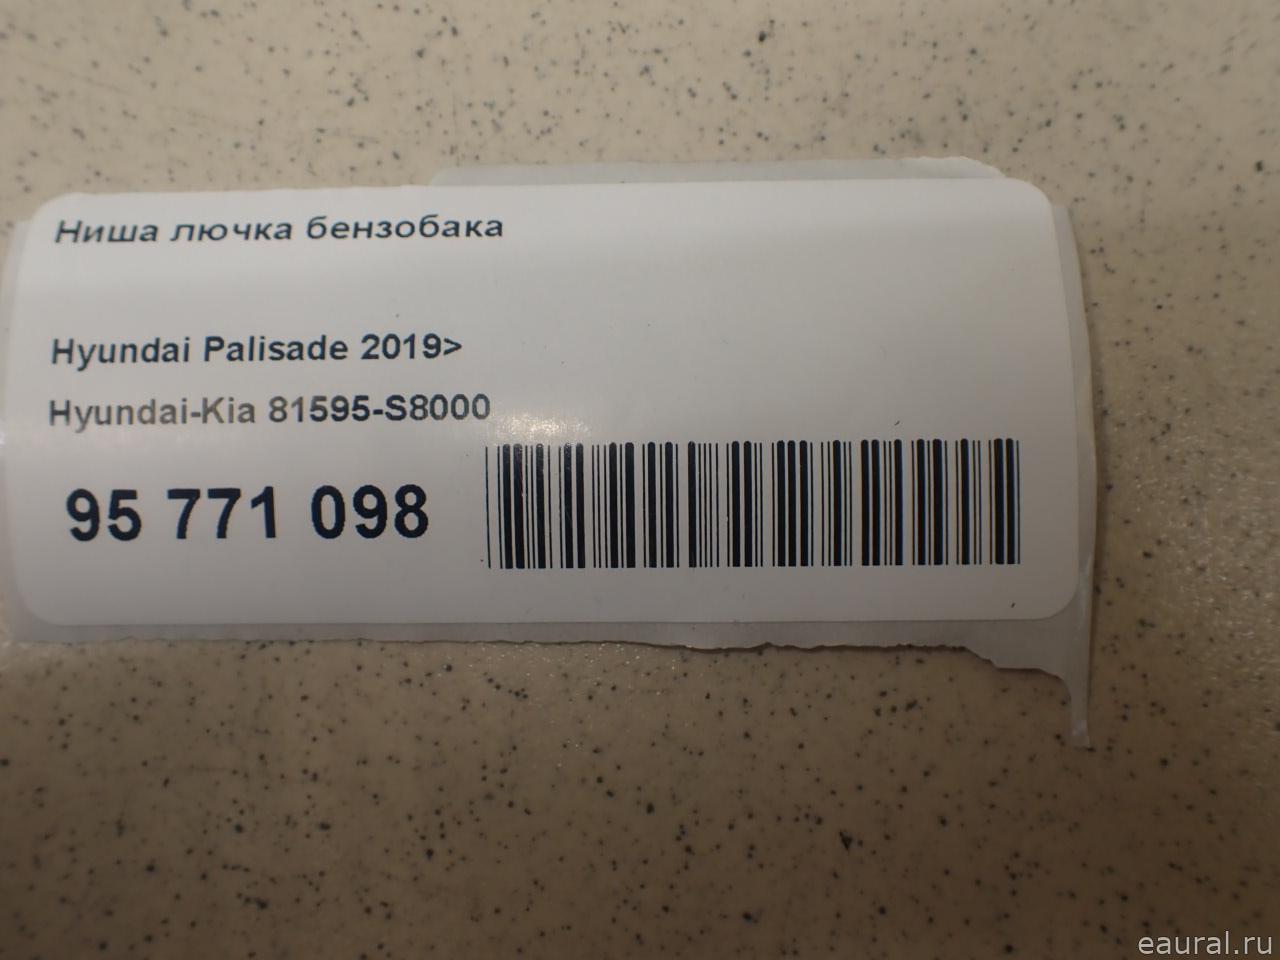 Ниша лючка бензобака
Hyundai Palisade 2019>
Hyundai-Kia 81595-S8000
95 771 098
eaural.ru